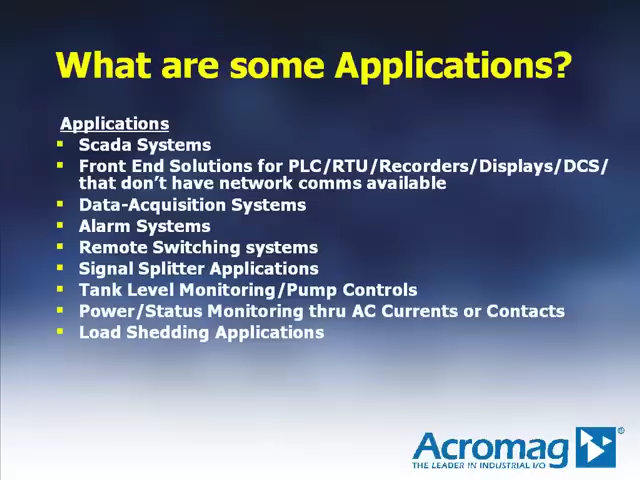 What are some Applications?
Applications
Scada Systems
Front End Solutions for PLC/RTU/Recorders/Displays/DCS/
that don't have network comms available
Data-Acquisition Systems
Alarm Systems
Remote Switching systems
Signal Splitter Applications
Tank Level Monitoring/Pump Controls
Power/Status Monitoring thru AC Currents or Contacts
Load Shedding Applications
Acromag ®
THE LEADER IN INDUSTRIAL I/O